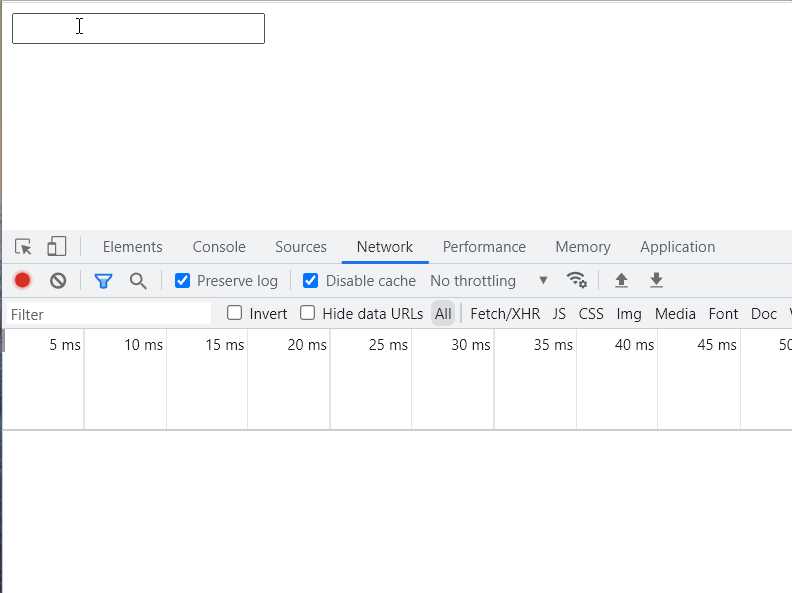 Elements Console Sources Network Performance Memory Application
Preserve log Disable cache No throttling
Filter Invert Hide data URLs All Fetch/XHR JS CSS Img Media Font Doc
5 ms 10 ms 15 ms 20 ms 25 ms 30 ms 35 ms 40 ms 45 ms